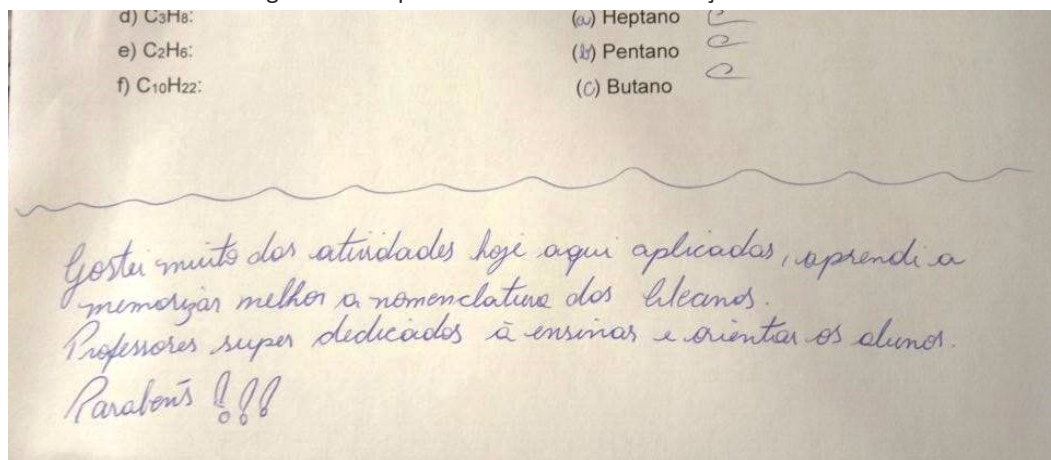 d) C₃H₈:
(a) Heptano
e) C₂H₆:
(b) Pentano
f) C₁₀H₂₂:
(c) Butano
Gostei muito das atividades hoje aqui aplicadas, aprendi a
memorizar melhor a nomenclatura dos
Professores super dedicados à ensinar e orientar os alunos.
Parabéns !!!